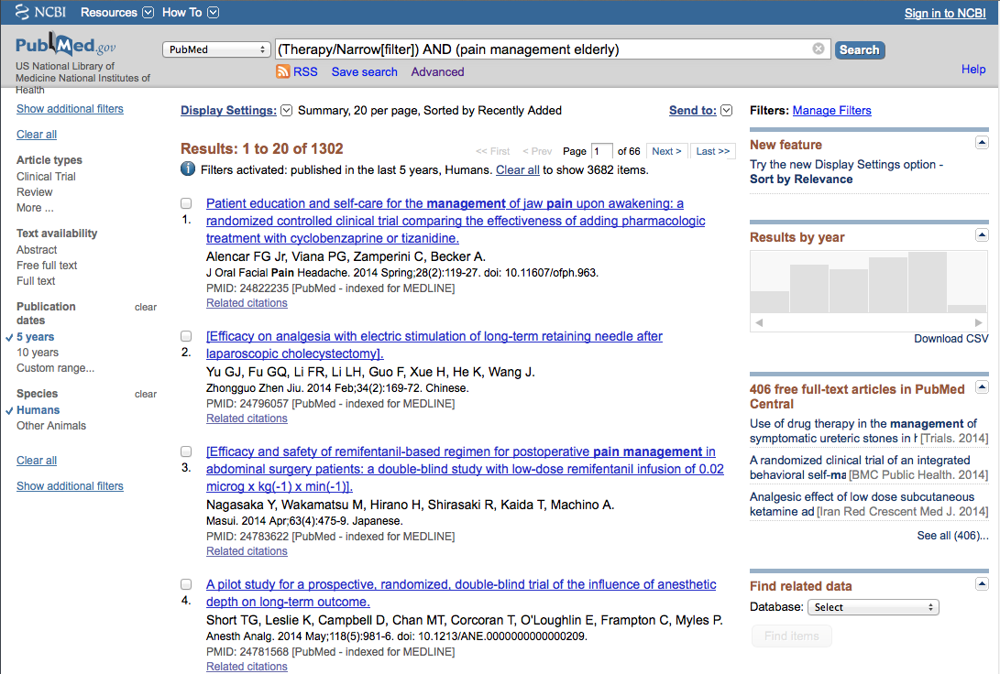 NCBI Resources How To Sign in to NCBI
PubMed.gov
US National Library of
Medicine National Institutes of
Health
PubMed (Therapy/Narrow[filter]) AND (pain management elderly) Search
RSS Save search Advanced Help
Show additional filters
Clear all
Article types
Clinical Trial
Review
More ...
Text availability
Abstract
Free full text
Full text
Publication clear
dates
5 years
10 years
Custom range...
Species clear
Humans
Other Animals
Clear all
Show additional filters
Display Settings: Summary, 20 per page, Sorted by Recently Added Send to:
Results: 1 to 20 of 1302
<< First < Prev Page 1 of 66 Next > Last >>
Filters activated: published in the last 5 years, Humans. Clear all to show 3682 items.
Patient education and self-care for the management of jaw pain upon awakening: a
1. randomized controlled clinical trial comparing the effectiveness of adding pharmacologic
treatment with cyclobenzaprine or tizanidine.
Alencar FG Jr, Viana PG, Zamperini C, Becker A.
J Oral Facial Pain Headache. 2014 Spring;28(2):119-27. doi: 10.11607/ofph.963.
PMID: 24822235 [PubMed - indexed for MEDLINE]
Related citations
[Efficacy on analgesia with electric stimulation of long-term retaining needle after
2. laparoscopic cholecystectomy].
Yu GJ, Fu GQ, Li FR, Li LH, Guo F, Xue H, He K, Wang J.
Zhongguo Zhen Jiu. 2014 Feb;34(2):169-72. Chinese.
PMID: 24796057 [PubMed - indexed for MEDLINE]
Related citations
[Efficacy and safety of remifentanil-based regimen for postoperative pain management in
3. abdominal surgery patients: a double-blind study with low-dose remifentanil infusion of 0.02
microg x kg(-1) x min(-1)].
Nagasaka Y, Wakamatsu M, Hirano H, Shirasaki R, Kaida T, Machino A.
Masui. 2014 Apr;63(4):475-9. Japanese.
PMID: 24783622 [PubMed - indexed for MEDLINE]
Related citations
A pilot study for a prospective, randomized, double-blind trial of the influence of anesthetic
4. depth on long-term outcome.
Short TG, Leslie K, Campbell D, Chan MT, Corcoran T, O'Loughlin E, Frampton C, Myles P.
Anesth Analg. 2014 May;118(5):981-6. doi: 10.1213/ANE.0000000000000209.
PMID: 24781568 [PubMed - indexed for MEDLINE]
Related citations
Filters: Manage Filters
New feature
Try the new Display Settings option -
Sort by Relevance
Results by year
Download CSV
406 free full-text articles in PubMed
Central
Use of drug therapy in the management of
symptomatic ureteric stones in h [Trials. 2014]
A randomized clinical trial of an integrated
behavioral self-ma [BMC Public Health. 2014]
Analgesic effect of low dose subcutaneous
ketamine ad [Iran Red Crescent Med J. 2014]
See all (406)...
Find related data
Database: Select
Find items